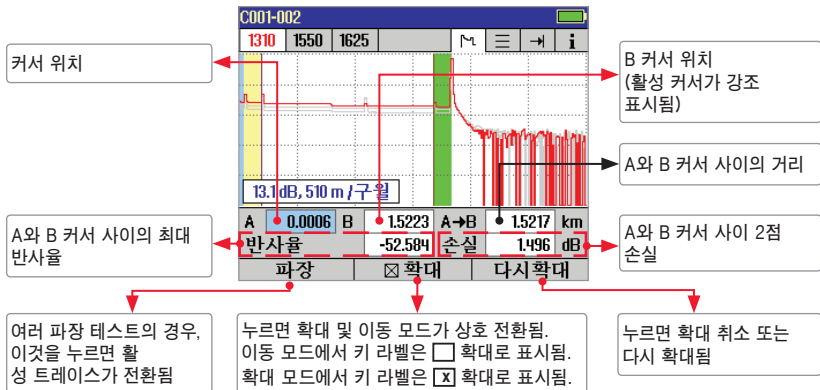 C001-002
1310 1550 1625 i
커서 위치
B 커서 위치
(활성 커서가 강조
표시됨)
A와 B 커서 사이의 거리
13.1 dB, 510 m /구월
A 0.0006 B 1.5223 A→B 1.5217 km
반사율 -52.584 손실 1.496 dB
A와 B 커서 사이의 최대
반사율
A와 B 커서 사이 2점
손실
파장 ☒ 확대 다시확대
여러 파장 테스트의 경우,
이것을 누르면 활
성 트레이스가 전환됨
누르면 확대 및 이동 모드가 상호 전환됨.
이동 모드에서 키 라벨은 ☐ 확대로 표시됨.
확대 모드에서 키 라벨은 ☒ 확대로 표시됨.
누르면 확대 취소 또는
다시 확대됨